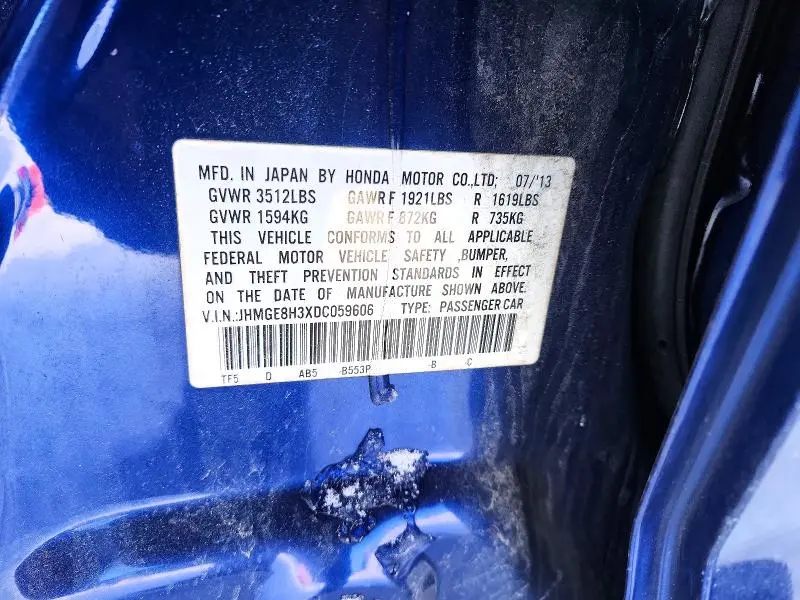 MFD. IN JAPAN BY HONDA MOTOR CO.,LTD; 07/'13
GVWR 3512LBS GAWR F 1921LBS R 1619LBS
GVWR 1594KG GAWR F 872KG R 735KG
THIS VEHICLE CONFORMS TO ALL APPLICABLE
FEDERAL MOTOR VEHICLE SAFETY ,BUMPER,
AND THEFT PREVENTION STANDARDS IN EFFECT
ON THE DATE OF MANUFACTURE SHOWN ABOVE.
V.I.N.:JHMGE8H3XDC059606 TYPE: PASSENGER CAR
TF5 D AB5 -B553P -B -C